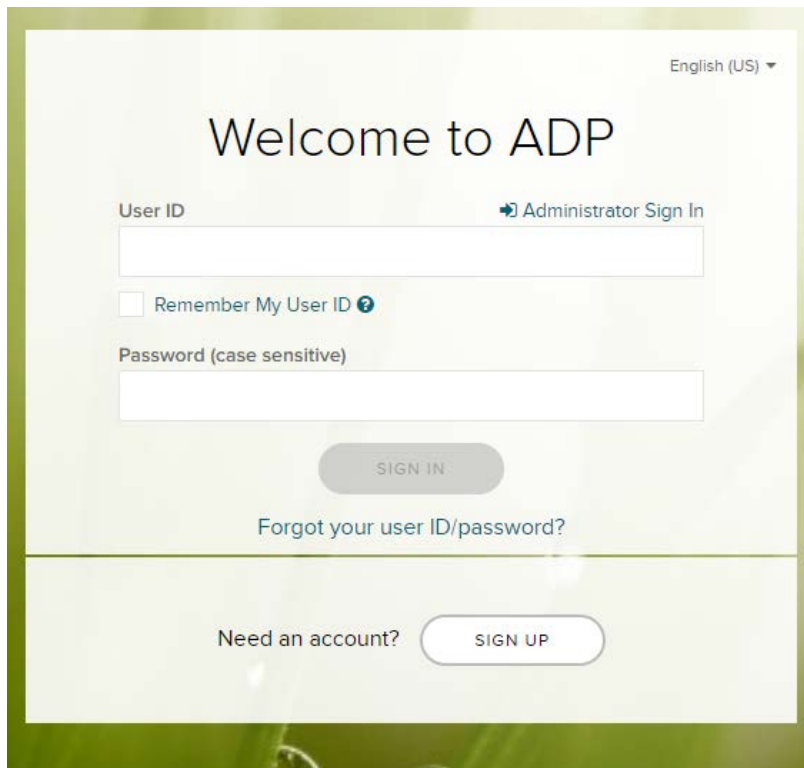 English (US)
Welcome to ADP
User ID
Administrator Sign In
Remember My User ID
Password (case sensitive)
SIGN IN
Forgot your user ID/password?
Need an account?
SIGN UP